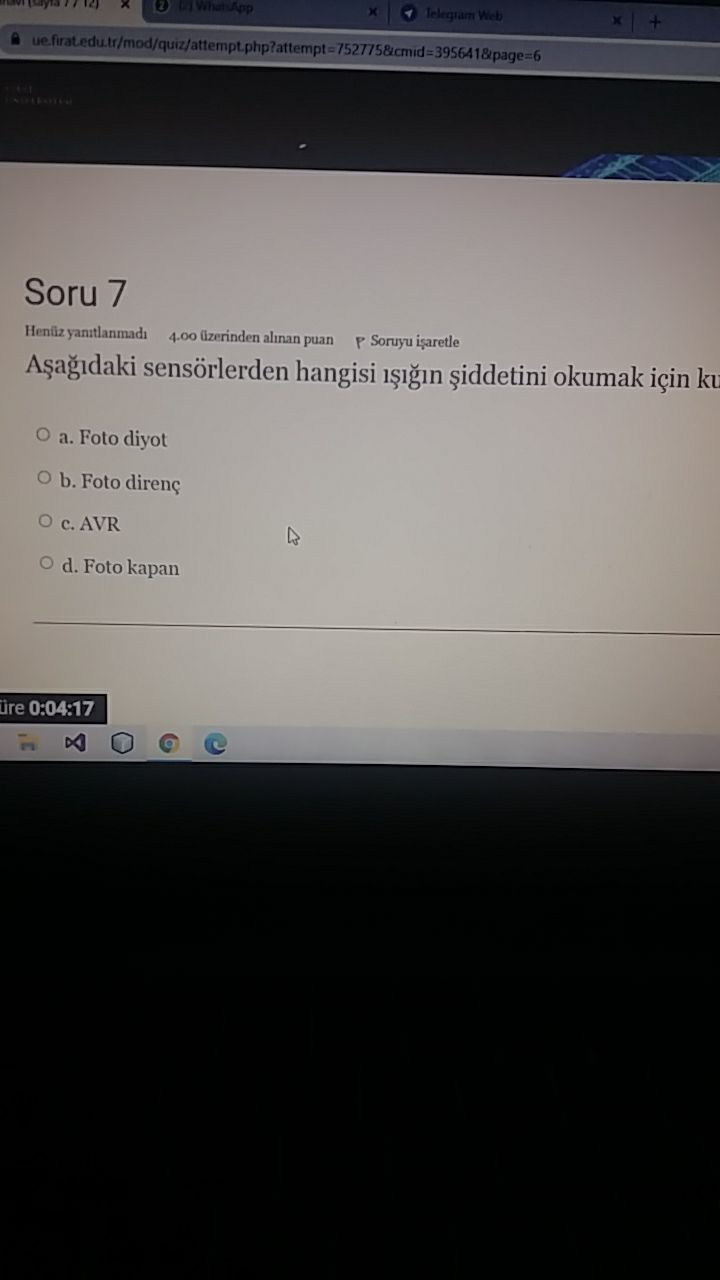 (sayfa 7 / 12)
(2) WhatsApp
Telegram Web
ue.firat.edu.tr/mod/quiz/attempt.php?attempt=752775&cmid=395641&page=6
Soru 7
Henüz yanıtlanmadı 4.00 üzerinden alınan puan Soruyu işaretle
Aşağıdaki sensörlerden hangisi ışığın şiddetini okumak için ku
a. Foto diyot
b. Foto direnç
c. AVR
d. Foto kapan
üre 0:04:17